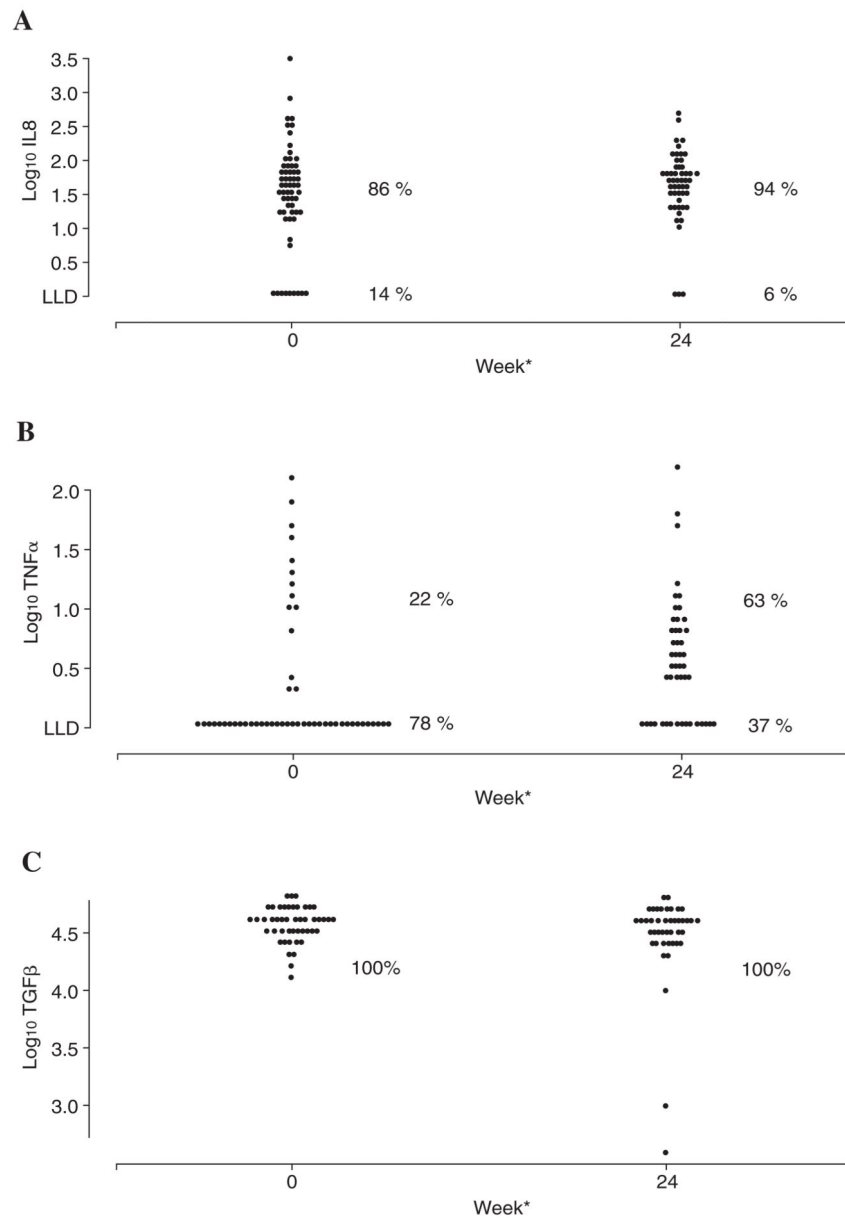 A
3.5
3.0
2.5
2.0
1.5
1.0
0.5
LLD
Log10 IL8
86 %
94 %
14 %
6 %
0
24
Week*
B
2.0
1.5
1.0
0.5
LLD
Log10 TNFα
22 %
63 %
78 %
37 %
0
24
Week*
C
4.5
4.0
3.5
3.0
Log10 TGFβ
100%
100%
0
24
Week*